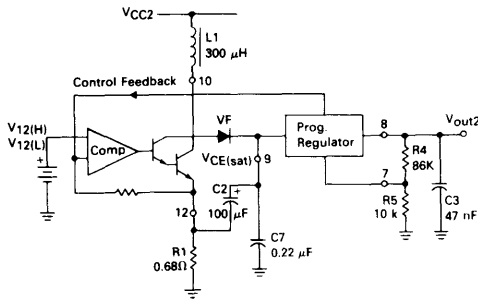 VCC2
L1
300 μH
10
Control Feedback
V12(H)
V12(L)
+
Comp
VF
VCE(sat)
9
Prog.
Regulator
8
Vout2
R4
86K
7
R5
10 k
C3
47 nF
C2
100 μF
+
12
C7
0.22 μF
R1
0.68Ω